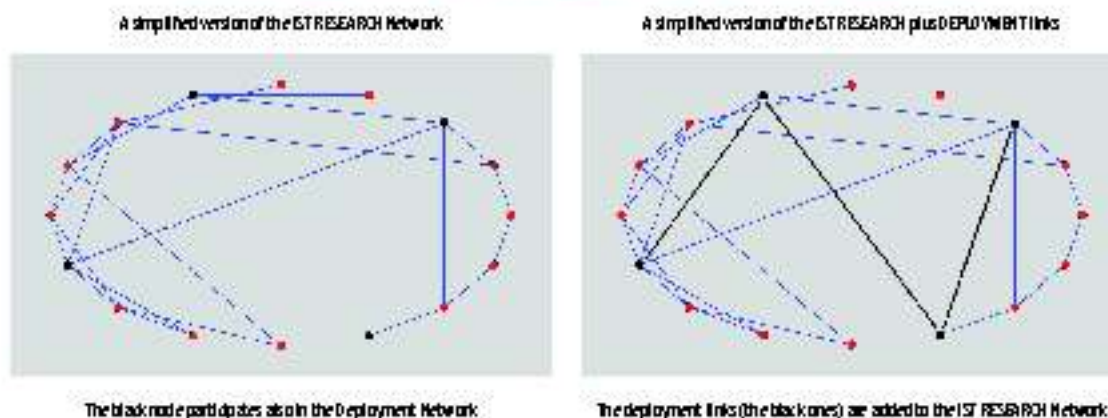 A simplified version of the IST RESEARCH Network
A simplified version of the IST RESEARCH plus DEPLOYMENT links
The black node participates also in the Deployment Network
The deployment links (the black ones) are added to the IST RESEARCH Network